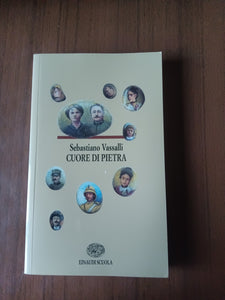 Sebastiano Vassalli
CUORE DI PIETRA
EINAUDI SCUOLA